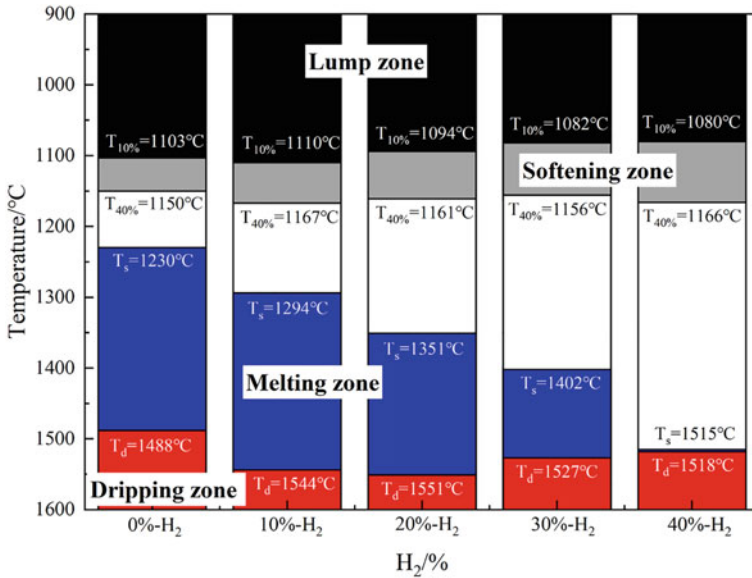 900
Lump zone
1000
T10%=1103°C T10%=1110°C T10%=1094°C T10%=1082°C T10%=1080°C
1100
Softening zone
T40%=1150°C T40%=1167°C T40%=1161°C T40%=1156°C T40%=1166°C
1200
Ts=1230°C
Temperature/°C
1300
Ts=1294°C
Ts=1351°C
1400
Melting zone
Ts=1402°C
Ts=1515°C
1500
Td=1488°C Td=1544°C Td=1551°C Td=1527°C Td=1518°C
Dripping zone
1600
0%-H2 10%-H2 20%-H2 30%-H2 40%-H2
H2/%